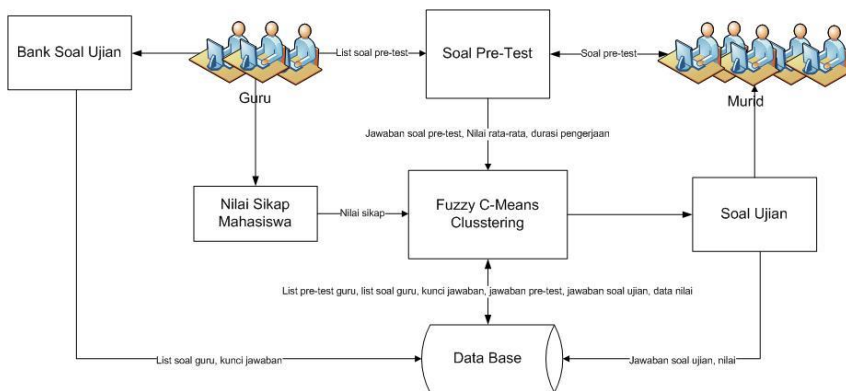 Bank Soal Ujian
List soal pre-test
Soal Pre-Test
Soal pre-test
Guru
Murid
Jawaban soal pre-test, Nilai rata-rata, durasi pengerjaan
Nilai Sikap
Mahasiswa
Nilai sikap
Fuzzy C-Means
Clusstering
Soal Ujian
List pre-test guru, list soal guru, kunci jawaban, jawaban pre-test, jawaban soal ujian, data nilai
List soal guru, kunci jawaban
Data Base
Jawaban soal ujian, nilai